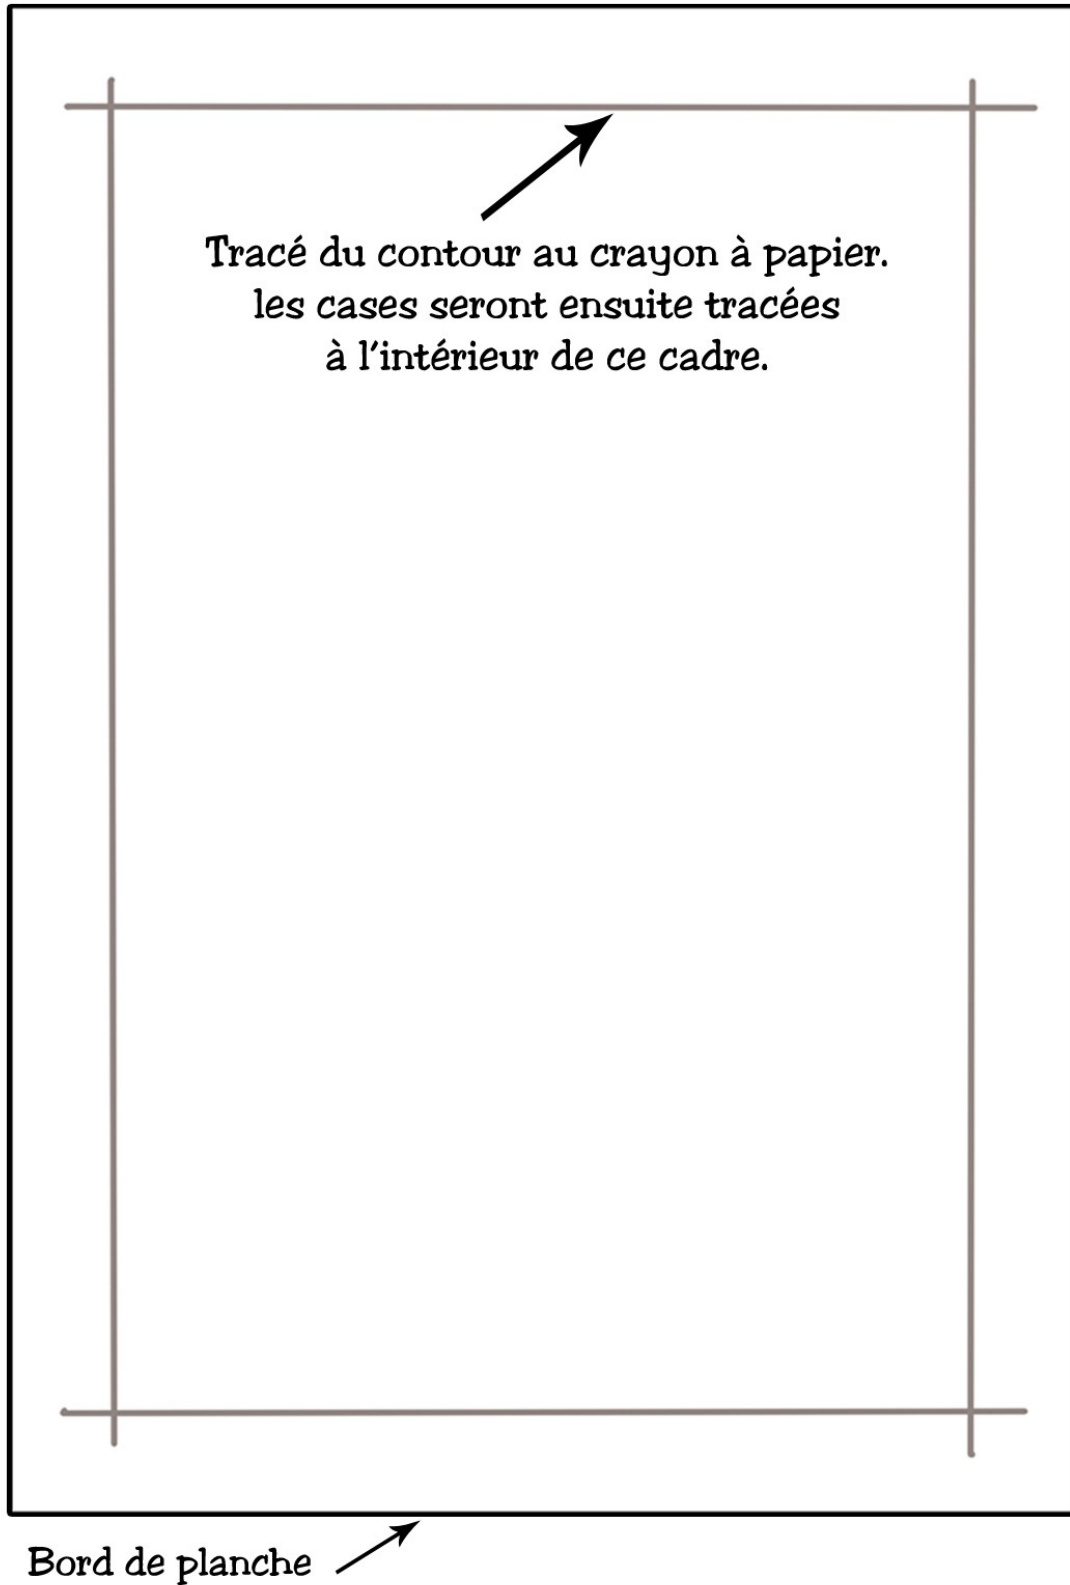 Tracé du contour au crayon à papier.
les cases seront ensuite tracées
à l'intérieur de ce cadre.
Bord de planche